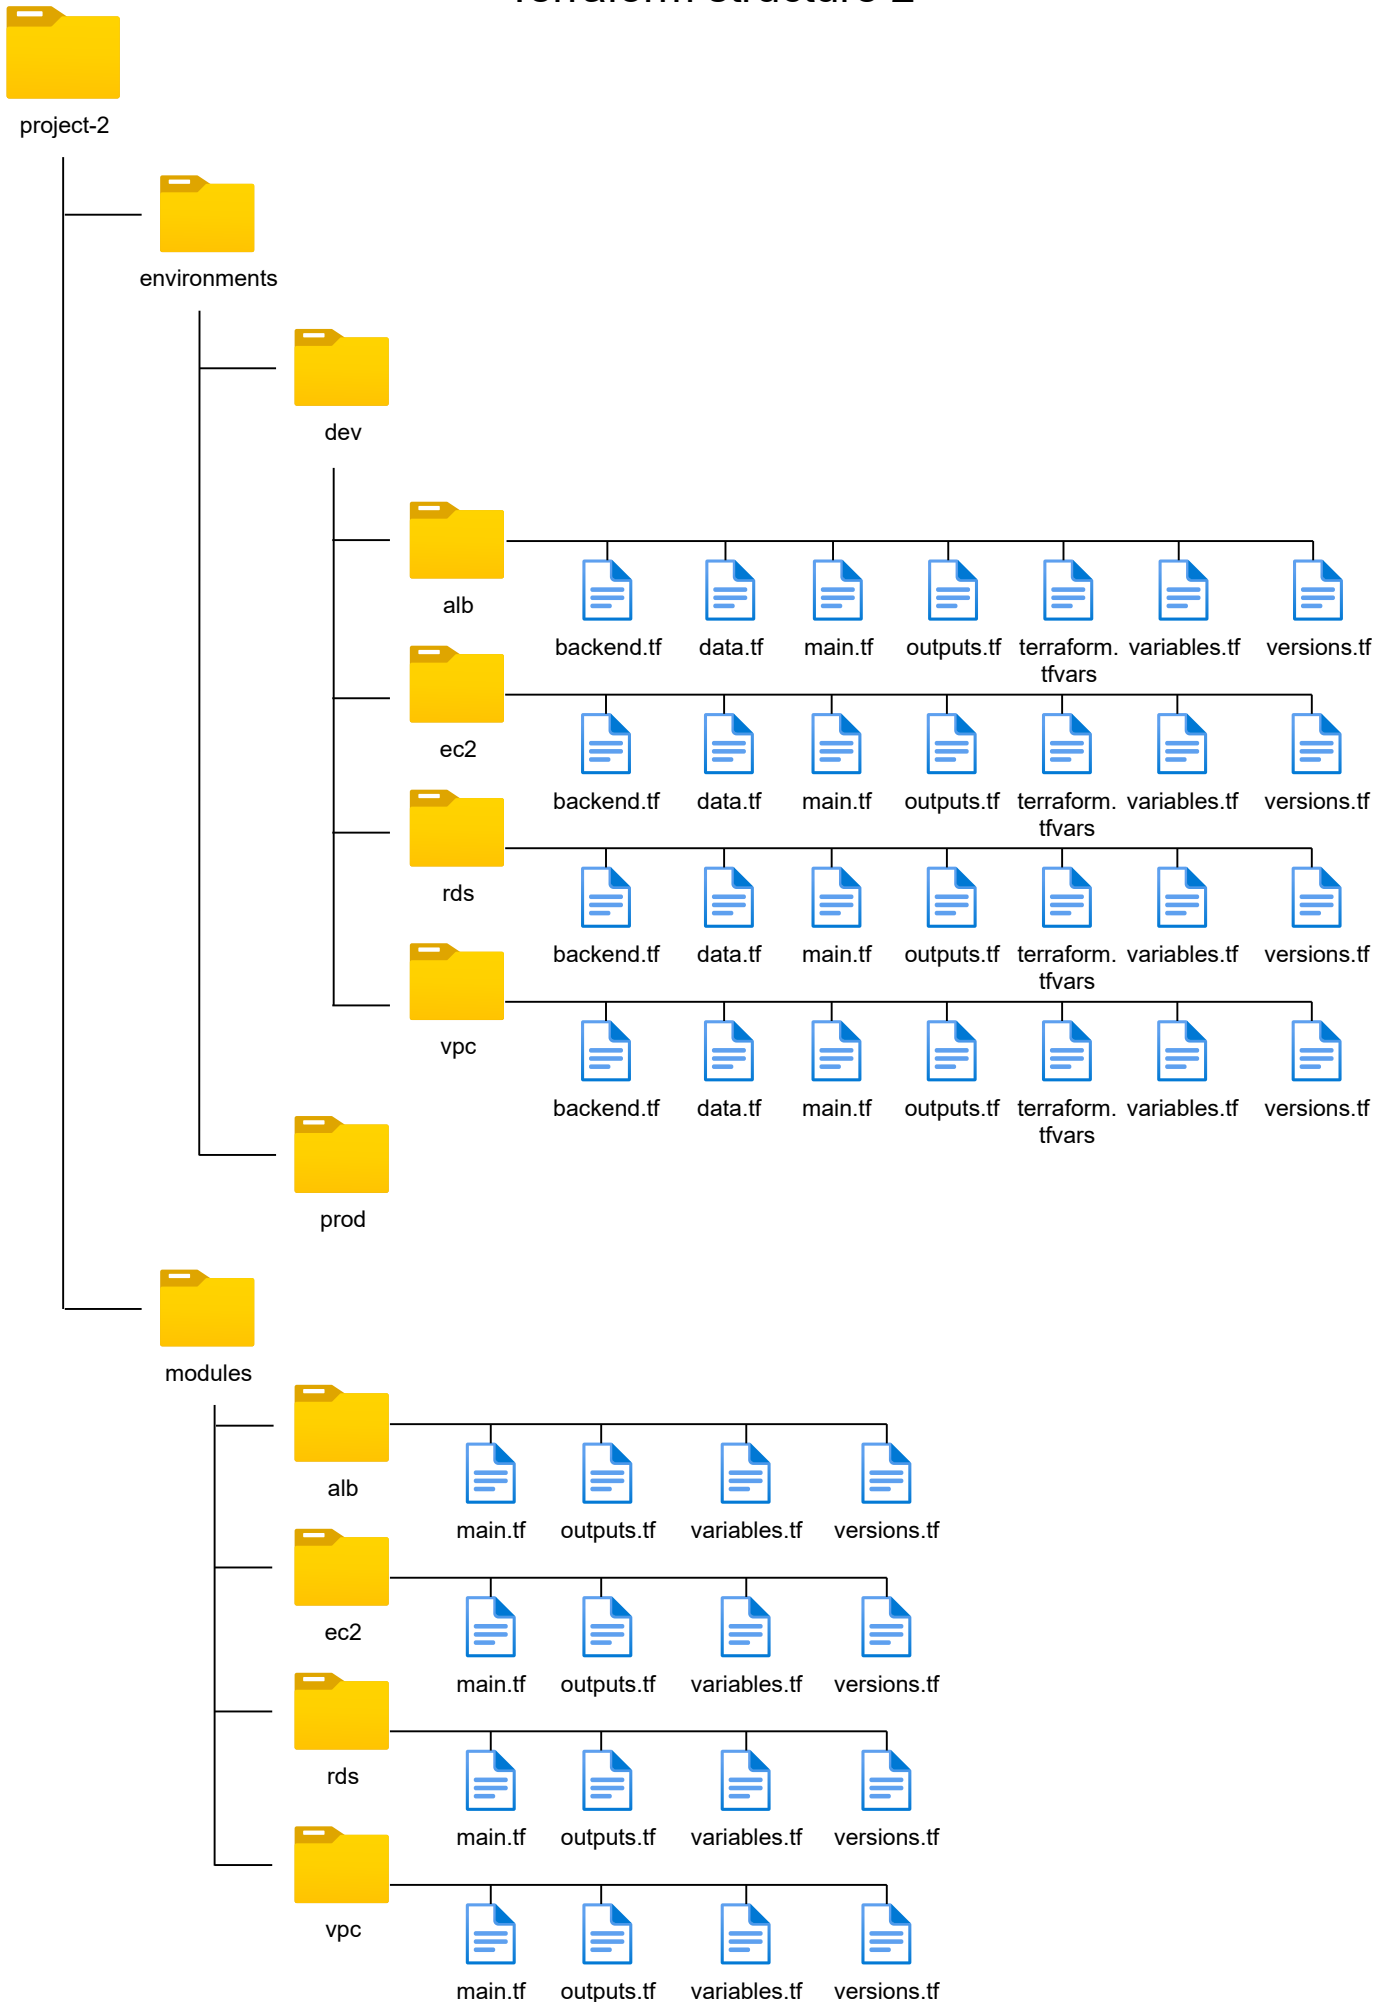 Terraform structure 2
project-2
environments
dev
alb
backend.tf data.tf main.tf outputs.tf terraform. variables.tf versions.tf
tfvars
ec2
backend.tf data.tf main.tf outputs.tf terraform. variables.tf versions.tf
tfvars
rds
backend.tf data.tf main.tf outputs.tf terraform. variables.tf versions.tf
tfvars
vpc
backend.tf data.tf main.tf outputs.tf terraform. variables.tf versions.tf
tfvars
prod
modules
alb
main.tf outputs.tf variables.tf versions.tf
ec2
main.tf outputs.tf variables.tf versions.tf
rds
main.tf outputs.tf variables.tf versions.tf
vpc
main.tf outputs.tf variables.tf versions.tf